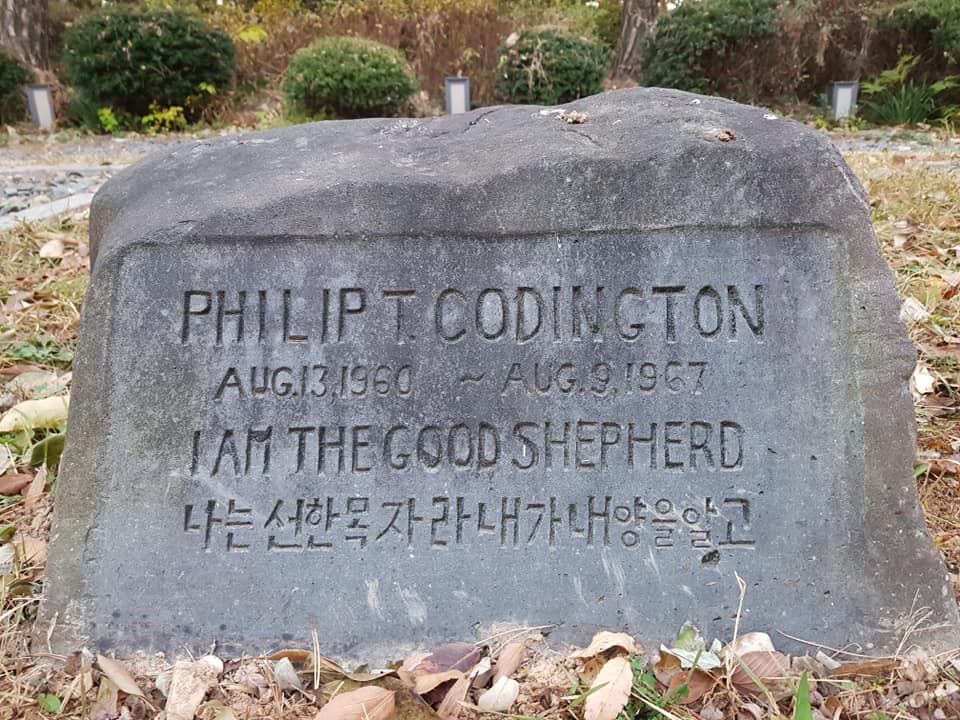 PHILIP T. CODINGTON
AUG.13,1960 ~ AUG.9,1967
I AM THE GOOD SHEPHERD
나는선한목자라내가내양을알고